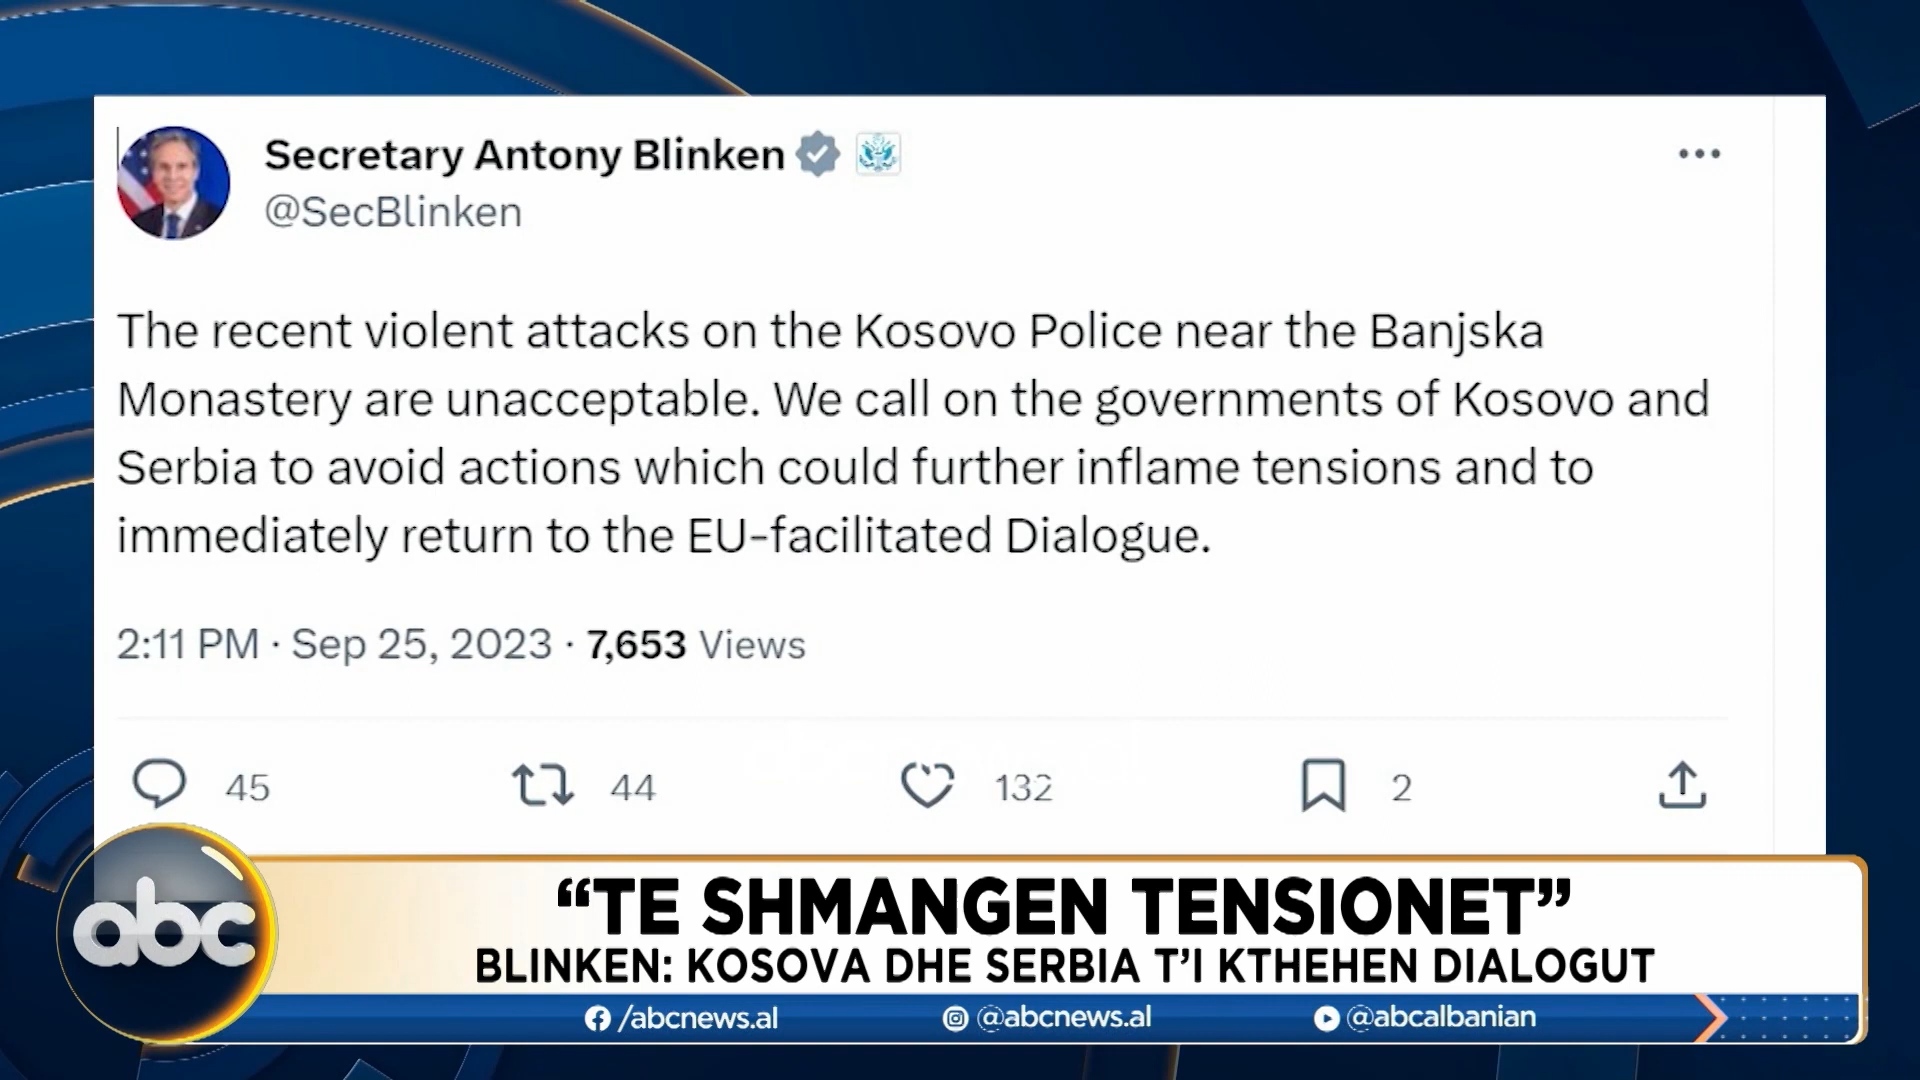 Secretary Antony Blinken
@SecBlinken
The recent violent attacks on the Kosovo Police near the Banjska
Monastery are unacceptable. We call on the governments of Kosovo and
Serbia to avoid actions which could further inflame tensions and to
immediately return to the EU-facilitated Dialogue.
2:11 PM · Sep 25, 2023 · 7,653 Views
45 44 132 2
abc
“TE SHMANGEN TENSIONET”
BLINKEN: KOSOVA DHE SERBIA T’I KTHEHEN DIALOGUT
/abcnews.al @abcnews.al @abcalbanian